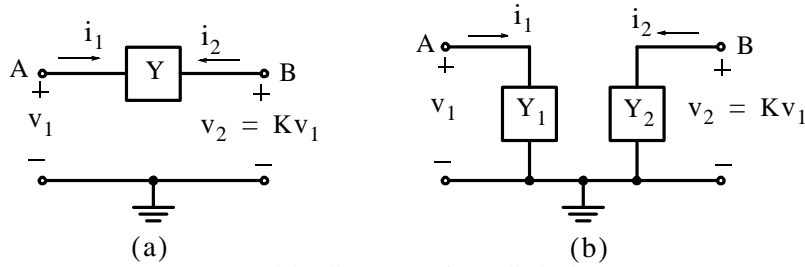 i1 i2
A Y B
+ +
v1 v2 = Kv1
− −
(a)
i1 i2
A B
+ +
v1 Y1 Y2 v2 = Kv1
− −
(b)